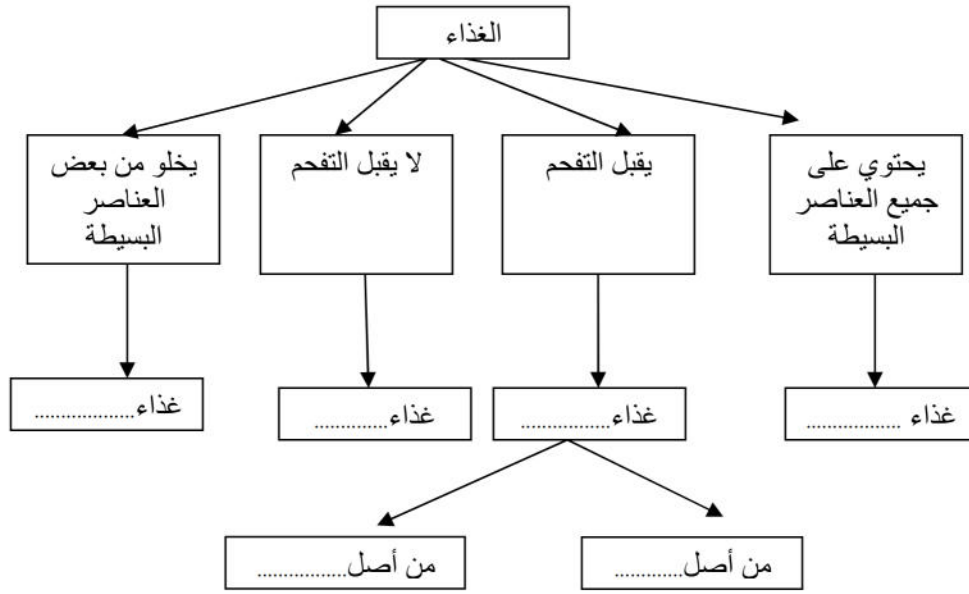 الغذاء
يحتوي على
جميع العناصر
البسيطة
يقبل التفحم
لا يقبل التفحم
يخلو من بعض
العناصر
البسيطة
غذاء ..................
غذاء.................
غذاء..............
غذاء...................
من أصل...............
من أصل.................